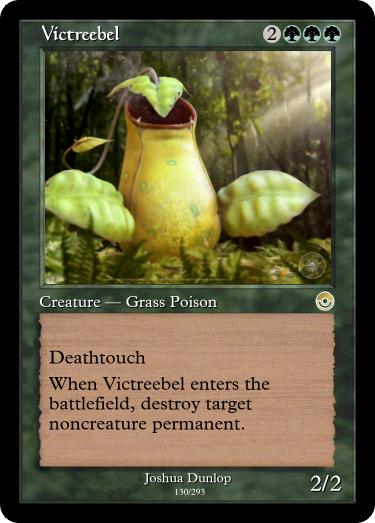 Victreebel 2
Creature — Grass Poison
Deathtouch
When Victreebel enters the
battlefield, destroy target
noncreature permanent.
Joshua Dunlop
130/293
2/2